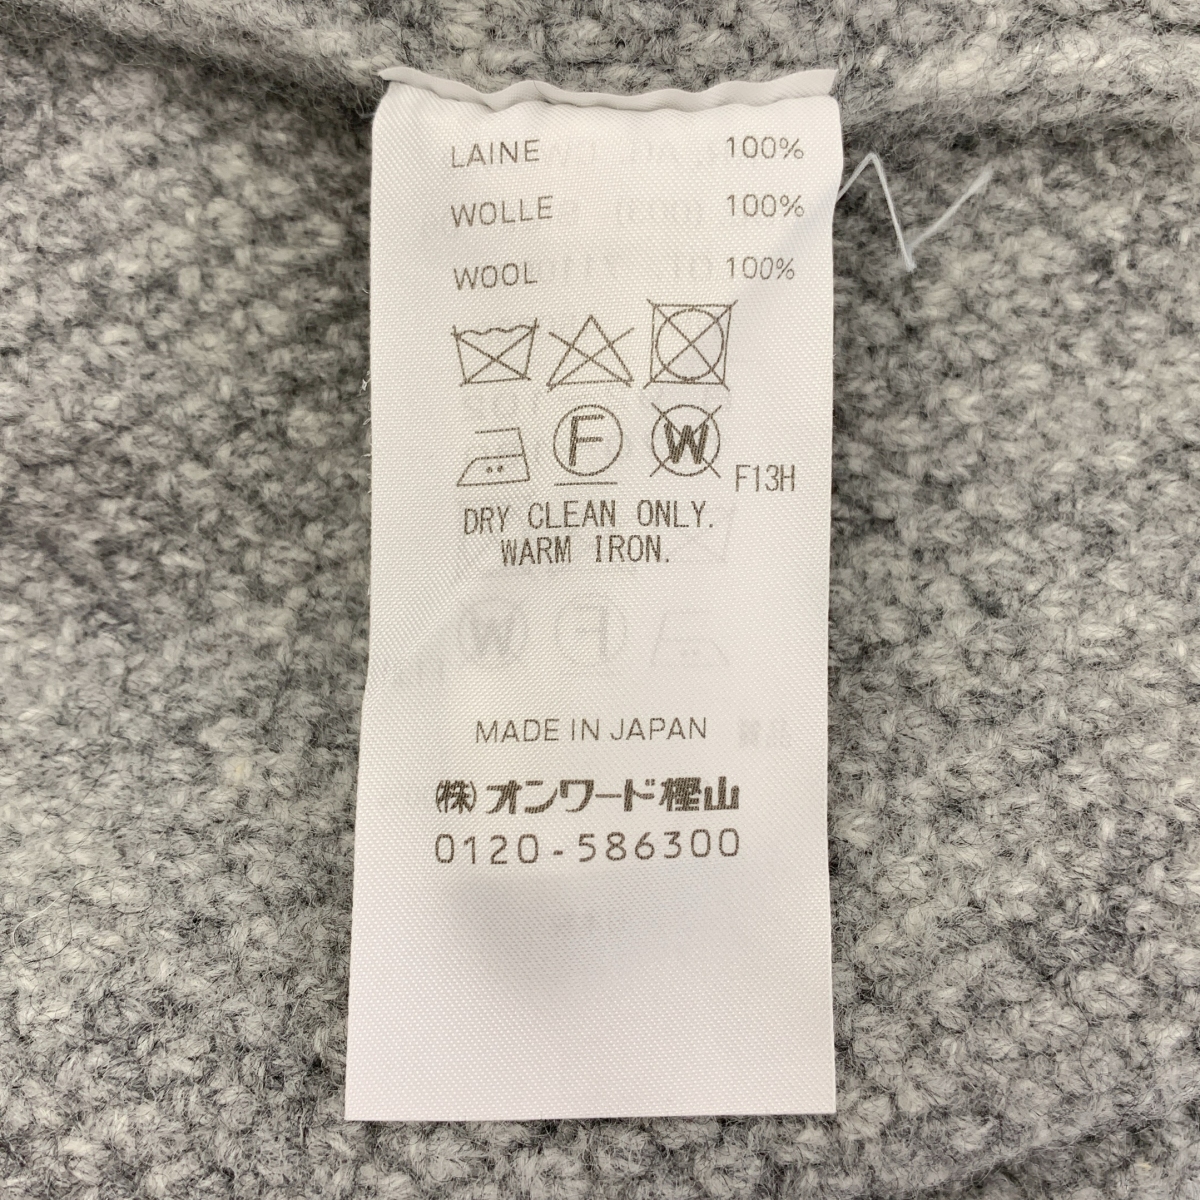 LAINE 100%
WOLLE 100%
WOOL 100%
F W F13H
DRY CLEAN ONLY.
WARM IRON.
MADE IN JAPAN
㈱オンワード樫山
0120-586300